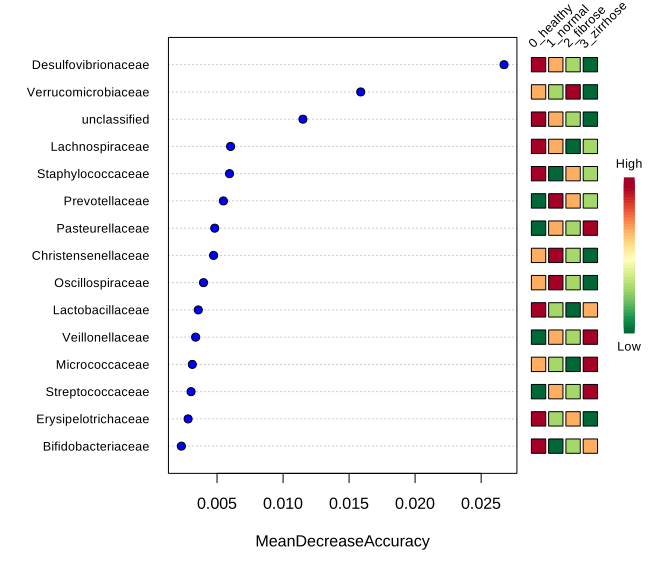 0_healthy
1_normal
2_fibrose
3_zirrhose
Desulfovibrionaceae
Verrucomicrobiaceae
unclassified
Lachnospiraceae
Staphylococcaceae
Prevotellaceae
Pasteurellaceae
Christensenellaceae
Oscillospiraceae
Lactobacillaceae
Veillonellaceae
Micrococcaceae
Streptococcaceae
Erysipelotrichaceae
Bifidobacteriaceae
High
Low
0.005 0.010 0.015 0.020 0.025
MeanDecreaseAccuracy